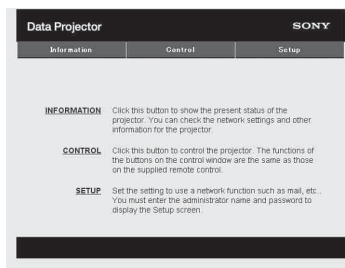 Data Projector
SONY
Information Control Setup
INFORMATION Click this button to show the present status of the
projector. You can check the network settings and other
information for the projector.
CONTROL Click this button to control the projector. The functions of
the buttons on the control window are the same as those
on the supplied remote control.
SETUP Set the setting to use a network function such as mail, etc..
You must enter the administrator name and password to
display the Setup screen.